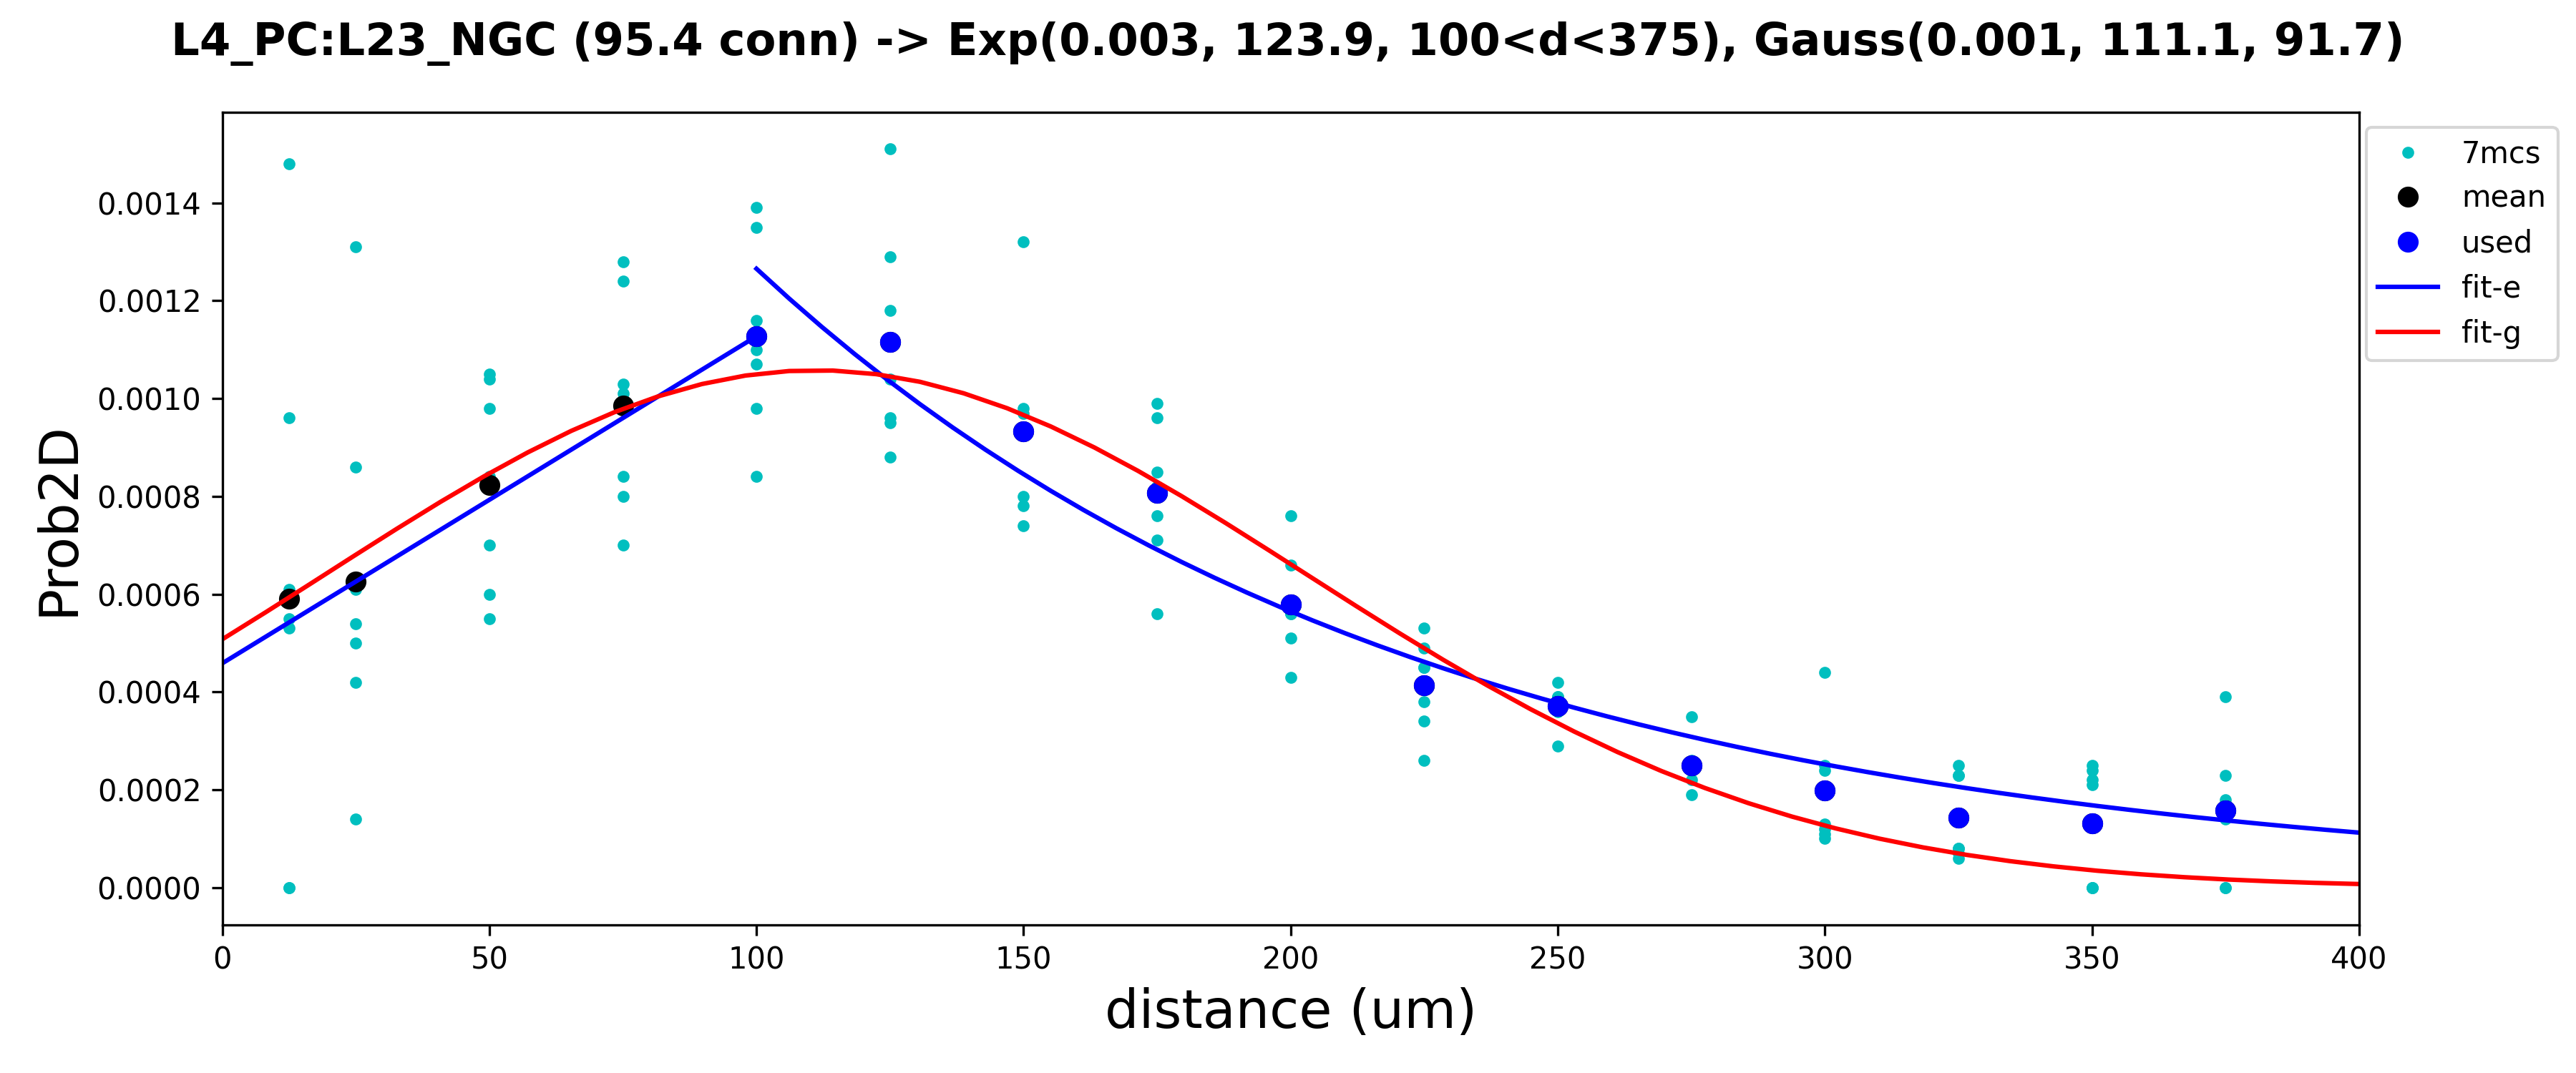 L4_PC:L23_NGC (95.4 conn) -> Exp(0.003, 123.9, 100<d<375), Gauss(0.001, 111.1, 91.7)
7mcs
mean
used
fit-e
fit-g
Prob2D
0.0014
0.0012
0.0010
0.0008
0.0006
0.0004
0.0002
0.0000
0 50 100 150 200 250 300 350 400
distance (um)